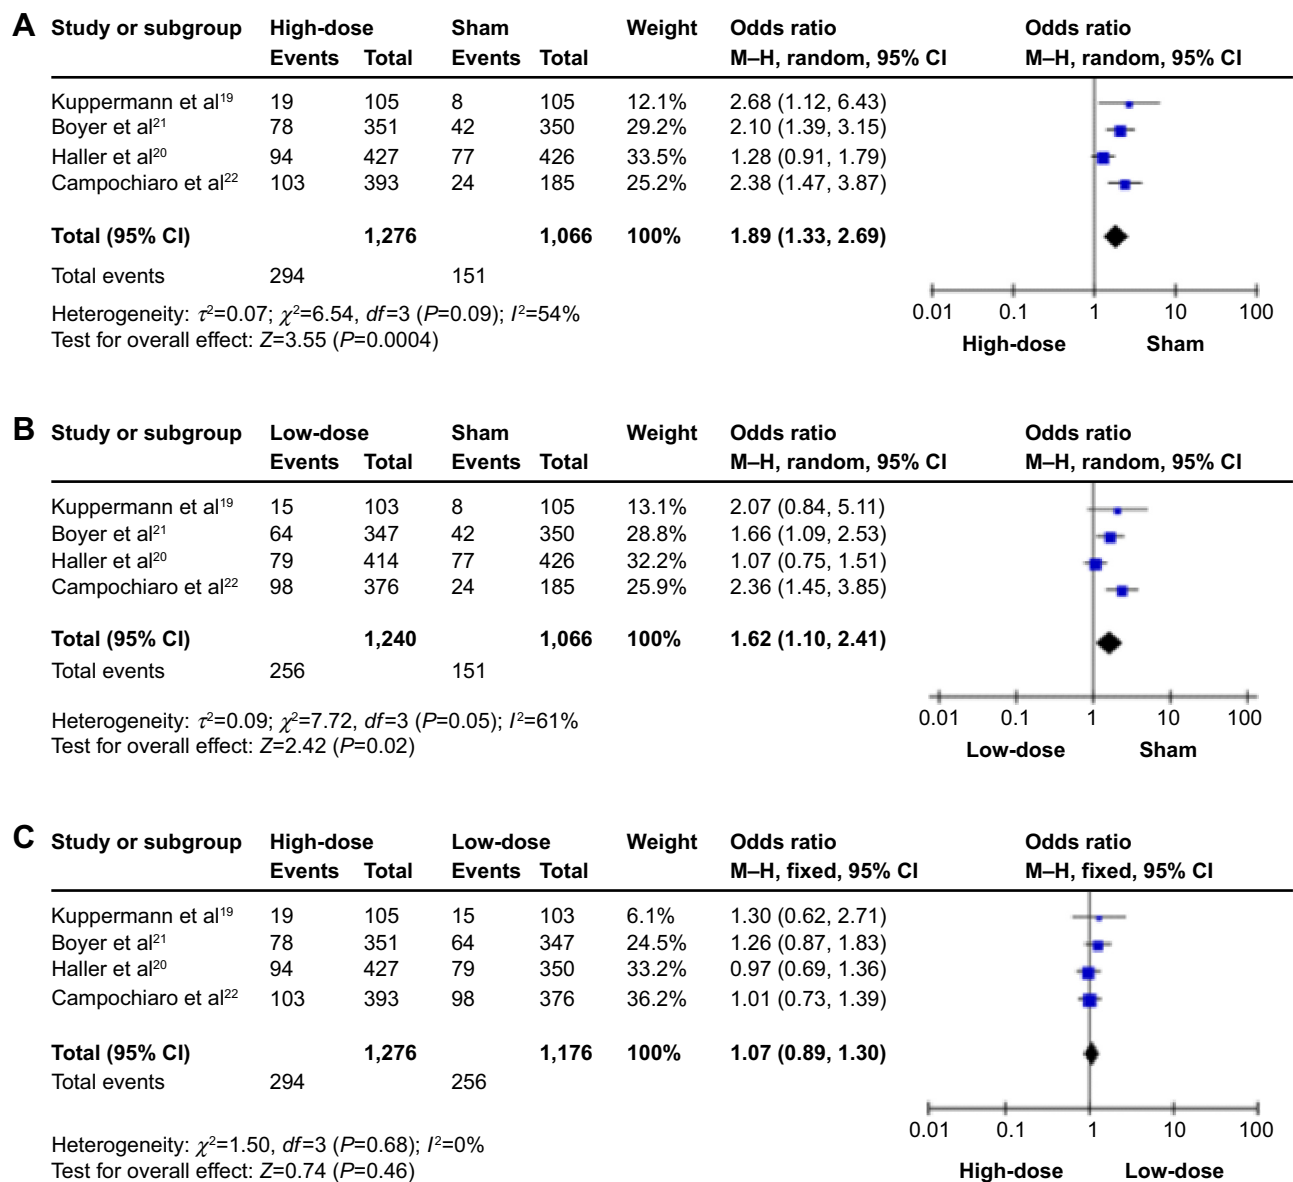 A Study or subgroup High-dose Sham Weight Odds ratio Odds ratio
Events Total Events Total M–H, random, 95% CI M–H, random, 95% CI
Kuppermann et al19 19 105 8 105 12.1% 2.68 (1.12, 6.43)
Boyer et al21 78 351 42 350 29.2% 2.10 (1.39, 3.15)
Haller et al20 94 427 77 426 33.5% 1.28 (0.91, 1.79)
Campochiaro et al22 103 393 24 185 25.2% 2.38 (1.47, 3.87)
Total (95% CI) 1,276 1,066 100% 1.89 (1.33, 2.69)
Total events 294 151
Heterogeneity: τ2=0.07; χ2=6.54, df=3 (P=0.09); I2=54%
Test for overall effect: Z=3.55 (P=0.0004)
0.01 0.1 1 10 100
High-dose Sham
B Study or subgroup Low-dose Sham Weight Odds ratio Odds ratio
Events Total Events Total M–H, random, 95% CI M–H, random, 95% CI
Kuppermann et al19 15 103 8 105 13.1% 2.07 (0.84, 5.11)
Boyer et al21 64 347 42 350 28.8% 1.66 (1.09, 2.53)
Haller et al20 79 414 77 426 32.2% 1.07 (0.75, 1.51)
Campochiaro et al22 98 376 24 185 25.9% 2.36 (1.45, 3.85)
Total (95% CI) 1,240 1,066 100% 1.62 (1.10, 2.41)
Total events 256 151
Heterogeneity: τ2=0.09; χ2=7.72, df=3 (P=0.05); I2=61%
Test for overall effect: Z=2.42 (P=0.02)
0.01 0.1 1 10 100
Low-dose Sham
C Study or subgroup High-dose Low-dose Weight Odds ratio Odds ratio
Events Total Events Total M–H, fixed, 95% CI M–H, fixed, 95% CI
Kuppermann et al19 19 105 15 103 6.1% 1.30 (0.62, 2.71)
Boyer et al21 78 351 64 347 24.5% 1.26 (0.87, 1.83)
Haller et al20 94 427 79 350 33.2% 0.97 (0.69, 1.36)
Campochiaro et al22 103 393 98 376 36.2% 1.01 (0.73, 1.39)
Total (95% CI) 1,276 1,176 100% 1.07 (0.89, 1.30)
Total events 294 256
Heterogeneity: χ2=1.50, df=3 (P=0.68); I2=0%
Test for overall effect: Z=0.74 (P=0.46)
0.01 0.1 1 10 100
High-dose Low-dose